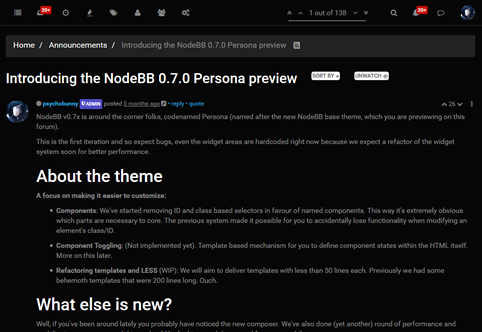 20+
1 out of 138
20+
Home / Announcements / Introducing the NodeBB 0.7.0 Persona preview
Introducing the NodeBB 0.7.0 Persona preview
SORT BY
UNWATCH
psychobunny ADMIN posted 5 months ago • reply • quote
26
NodeBB v0.7x is around the corner folks, codenamed Persona (named after the new NodeBB base theme, which you are previewing on this
forum).
This is the first iteration and so expect bugs, even the widget areas are hardcoded right now because we expect a refactor of the widget
system soon for better performance.
About the theme
A focus on making it easier to customize:
• Components: We've started removing ID and class based selectors in favour of named components. This way it's extremely obvious
which parts are necessary to core. The previous system made it possible for you to accidentally lose functionality when modifying an
element's class/ID.
• Component Toggling: (Not implemented yet). Template based mechanism for you to define component states within the HTML itself.
More on this later.
• Refactoring templates and LESS (WIP): We will aim to deliver templates with less than 50 lines each. Previously we had some
behemoth templates that were 200 lines long. Ouch.
What else is new?
Well, if you've been around lately you probably have noticed the new composer. We've also done (yet another) round of performance and